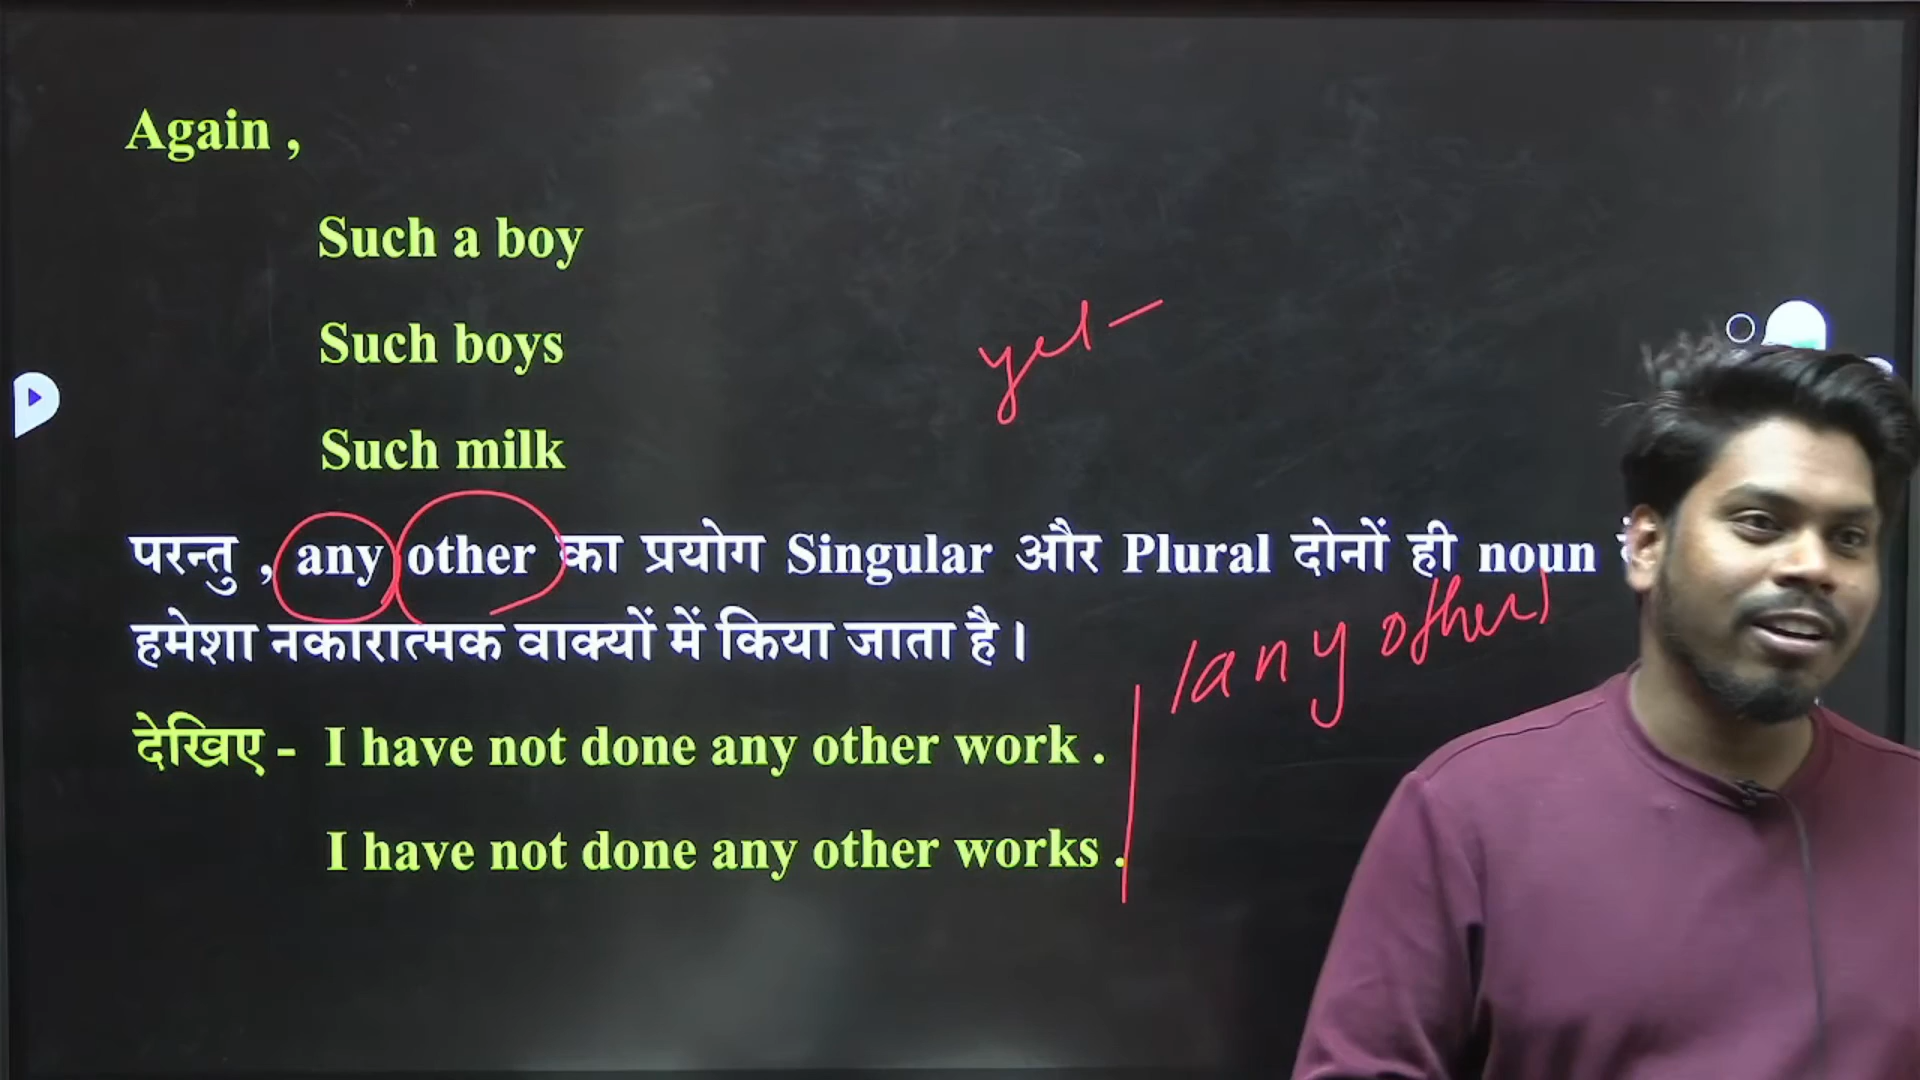 Again ,
Such a boy
Such boys
yet –
Such milk
परन्तु , any other का प्रयोग Singular और Plural दोनों ही noun
हमेशा नकारात्मक वाक्यों में किया जाता है।
any other
देखिए - I have not done any other work .
I have not done any other works .